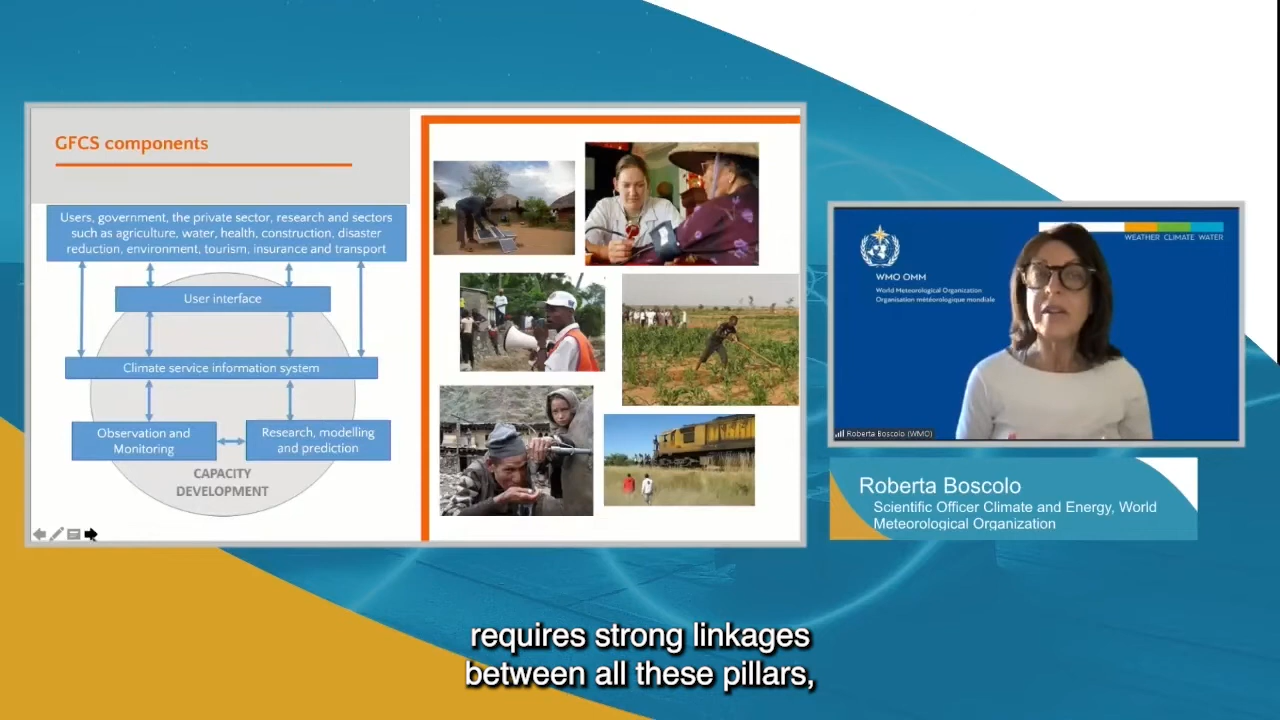 GFCS components
Users, government, the private sector, research and sectors
such as agriculture, water, health, construction, disaster
reduction, environment, tourism, insurance and transport
User interface
Climate service information system
Observation and
Monitoring
Research, modelling
and prediction
CAPACITY
DEVELOPMENT
WEATHER CLIMATE WATER
WMO OMM
World Meteorological Organization
Organisation météorologique mondiale
Roberta Boscolo (WMO)
Roberta Boscolo
Scientific Officer Climate and Energy, World
Meteorological Organization
requires strong linkages
between all these pillars,